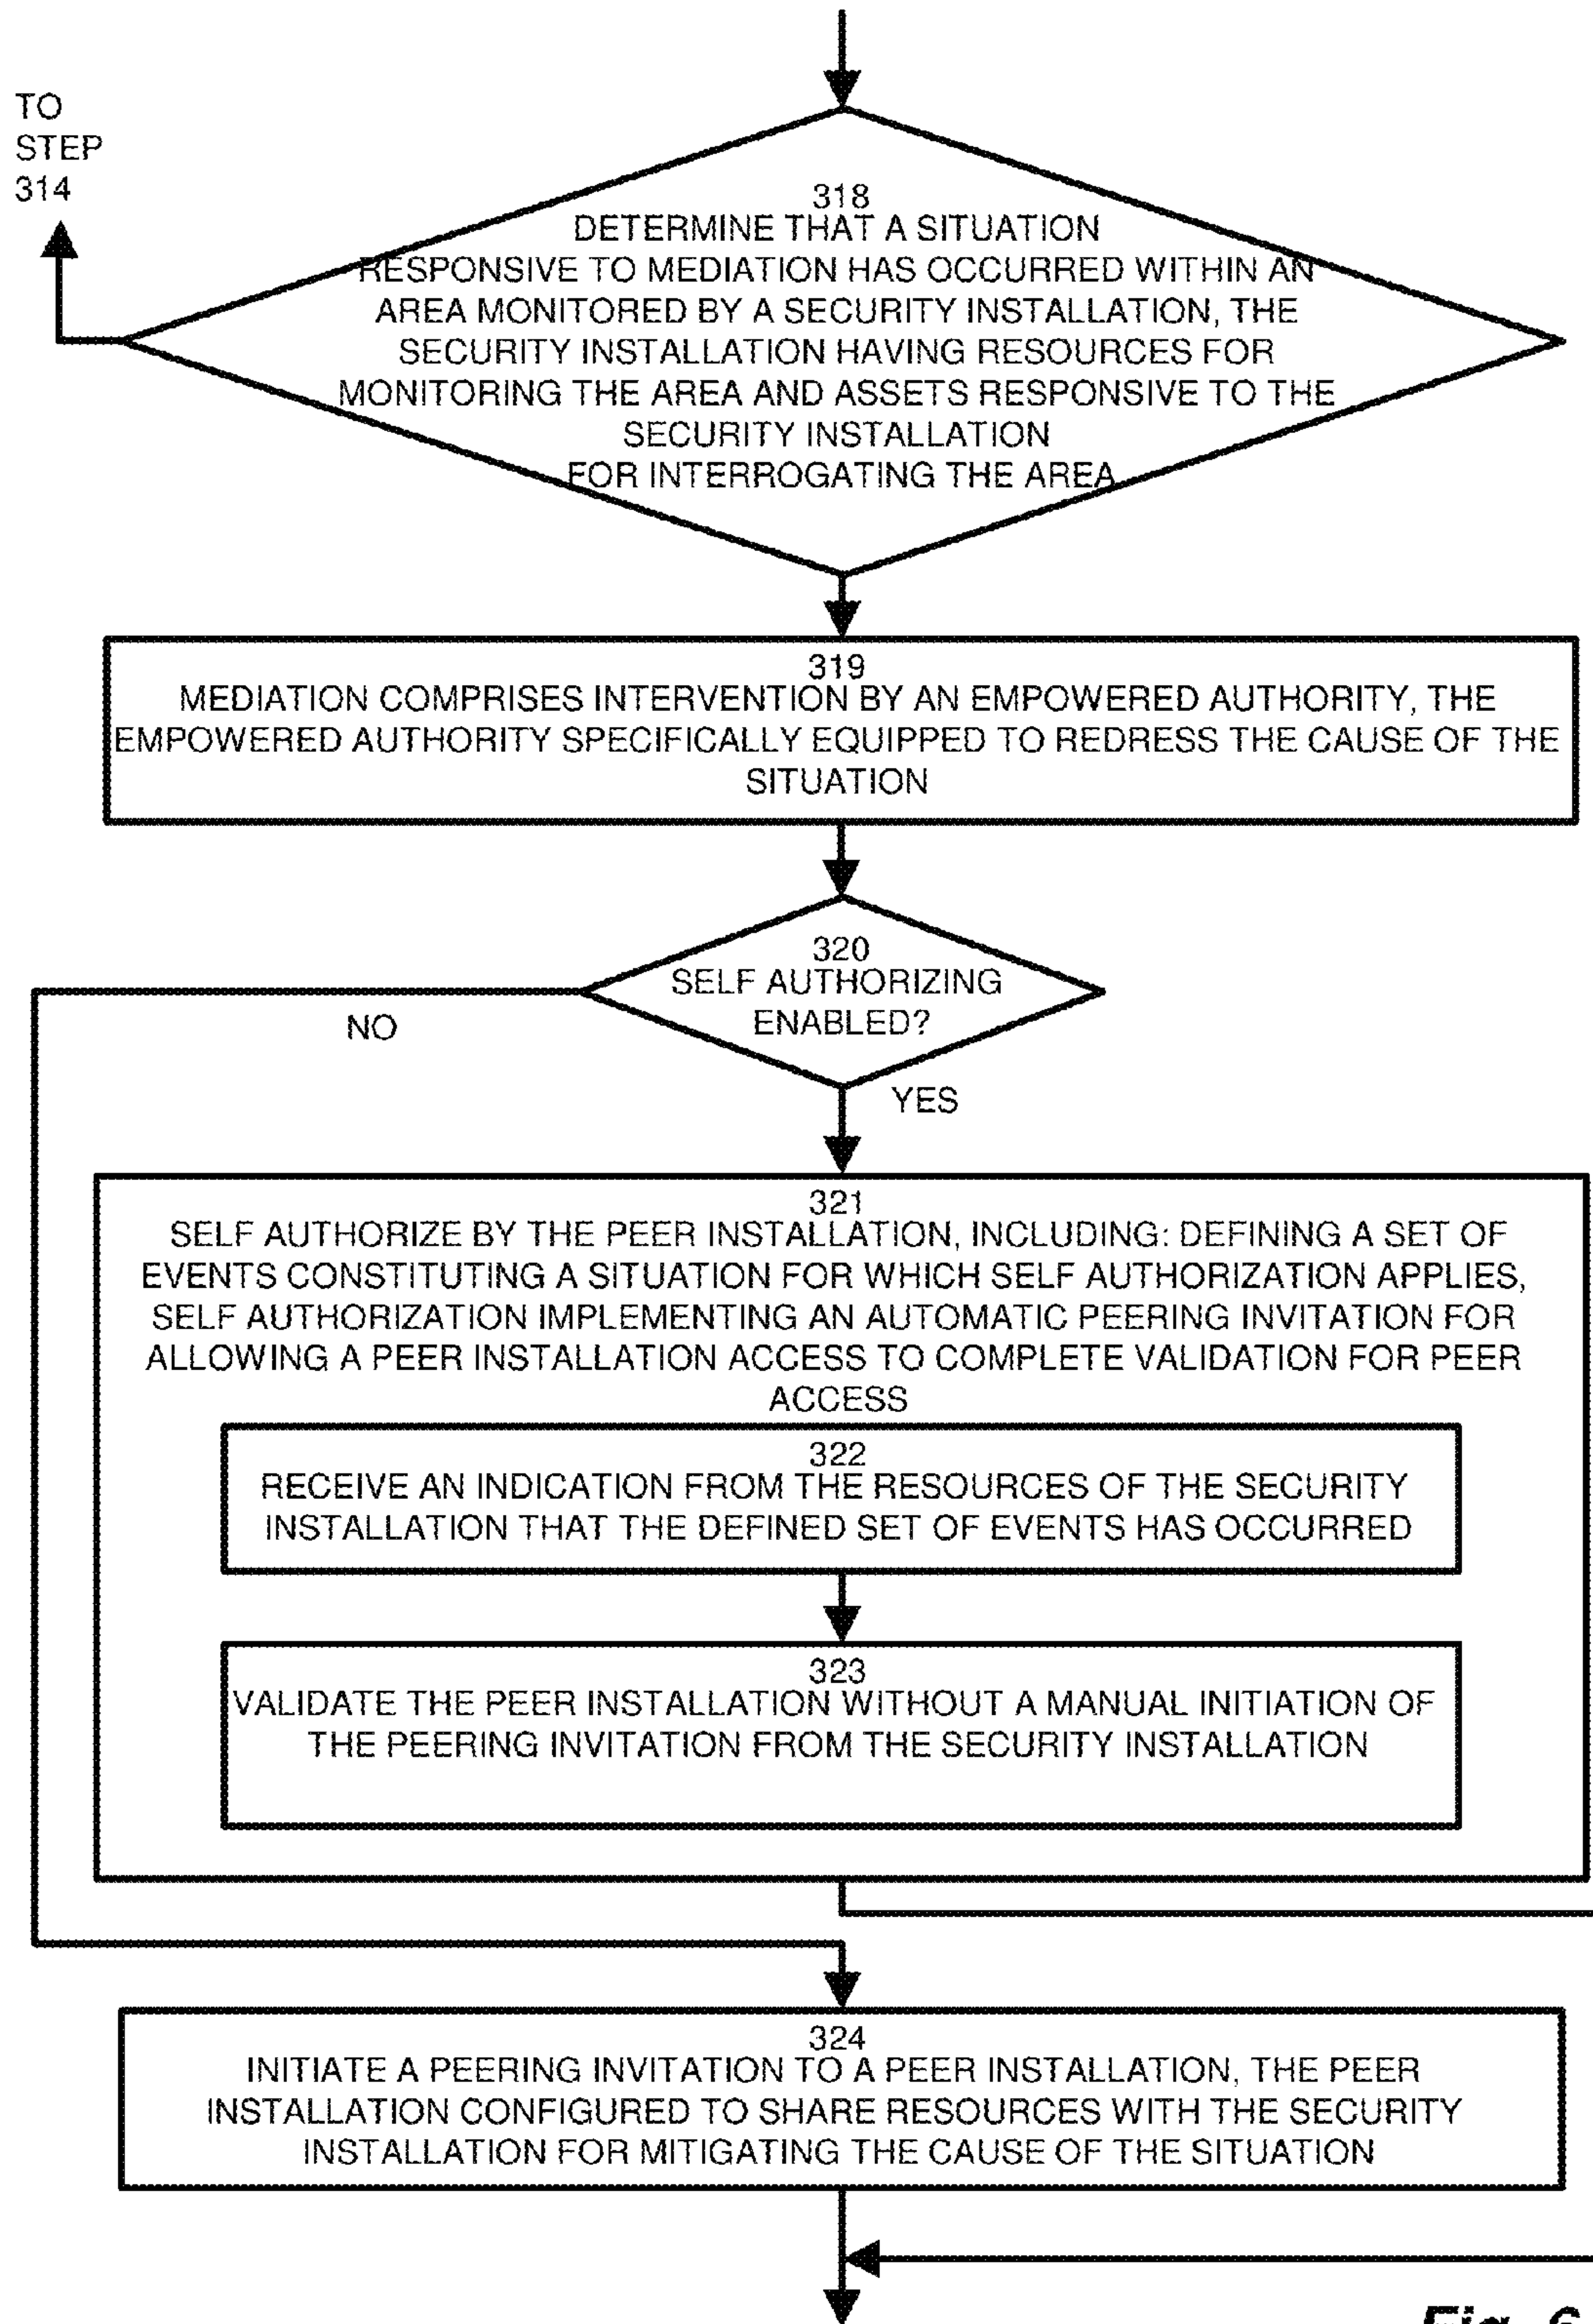 TO
STEP
314
318
DETERMINE THAT A SITUATION
RESPONSIVE TO MEDIATION HAS OCCURRED WITHIN AN
AREA MONITORED BY A SECURITY INSTALLATION, THE
SECURITY INSTALLATION HAVING RESOURCES FOR
MONITORING THE AREA AND ASSETS RESPONSIVE TO THE
SECURITY INSTALLATION
FOR INTERROGATING THE AREA
319
MEDIATION COMPRISES INTERVENTION BY AN EMPOWERED AUTHORITY, THE
EMPOWERED AUTHORITY SPECIFICALLY EQUIPPED TO REDRESS THE CAUSE OF THE
SITUATION
320
SELF AUTHORIZING
ENABLED?
NO
YES
321
SELF AUTHORIZE BY THE PEER INSTALLATION, INCLUDING: DEFINING A SET OF
EVENTS CONSTITUTING A SITUATION FOR WHICH SELF AUTHORIZATION APPLIES,
SELF AUTHORIZATION IMPLEMENTING AN AUTOMATIC PEERING INVITATION FOR
ALLOWING A PEER INSTALLATION ACCESS TO COMPLETE VALIDATION FOR PEER
ACCESS
322
RECEIVE AN INDICATION FROM THE RESOURCES OF THE SECURITY
INSTALLATION THAT THE DEFINED SET OF EVENTS HAS OCCURRED
323
VALIDATE THE PEER INSTALLATION WITHOUT A MANUAL INITIATION OF
THE PEERING INVITATION FROM THE SECURITY INSTALLATION
324
INITIATE A PEERING INVITATION TO A PEER INSTALLATION, THE PEER
INSTALLATION CONFIGURED TO SHARE RESOURCES WITH THE SECURITY
INSTALLATION FOR MITIGATING THE CAUSE OF THE SITUATION